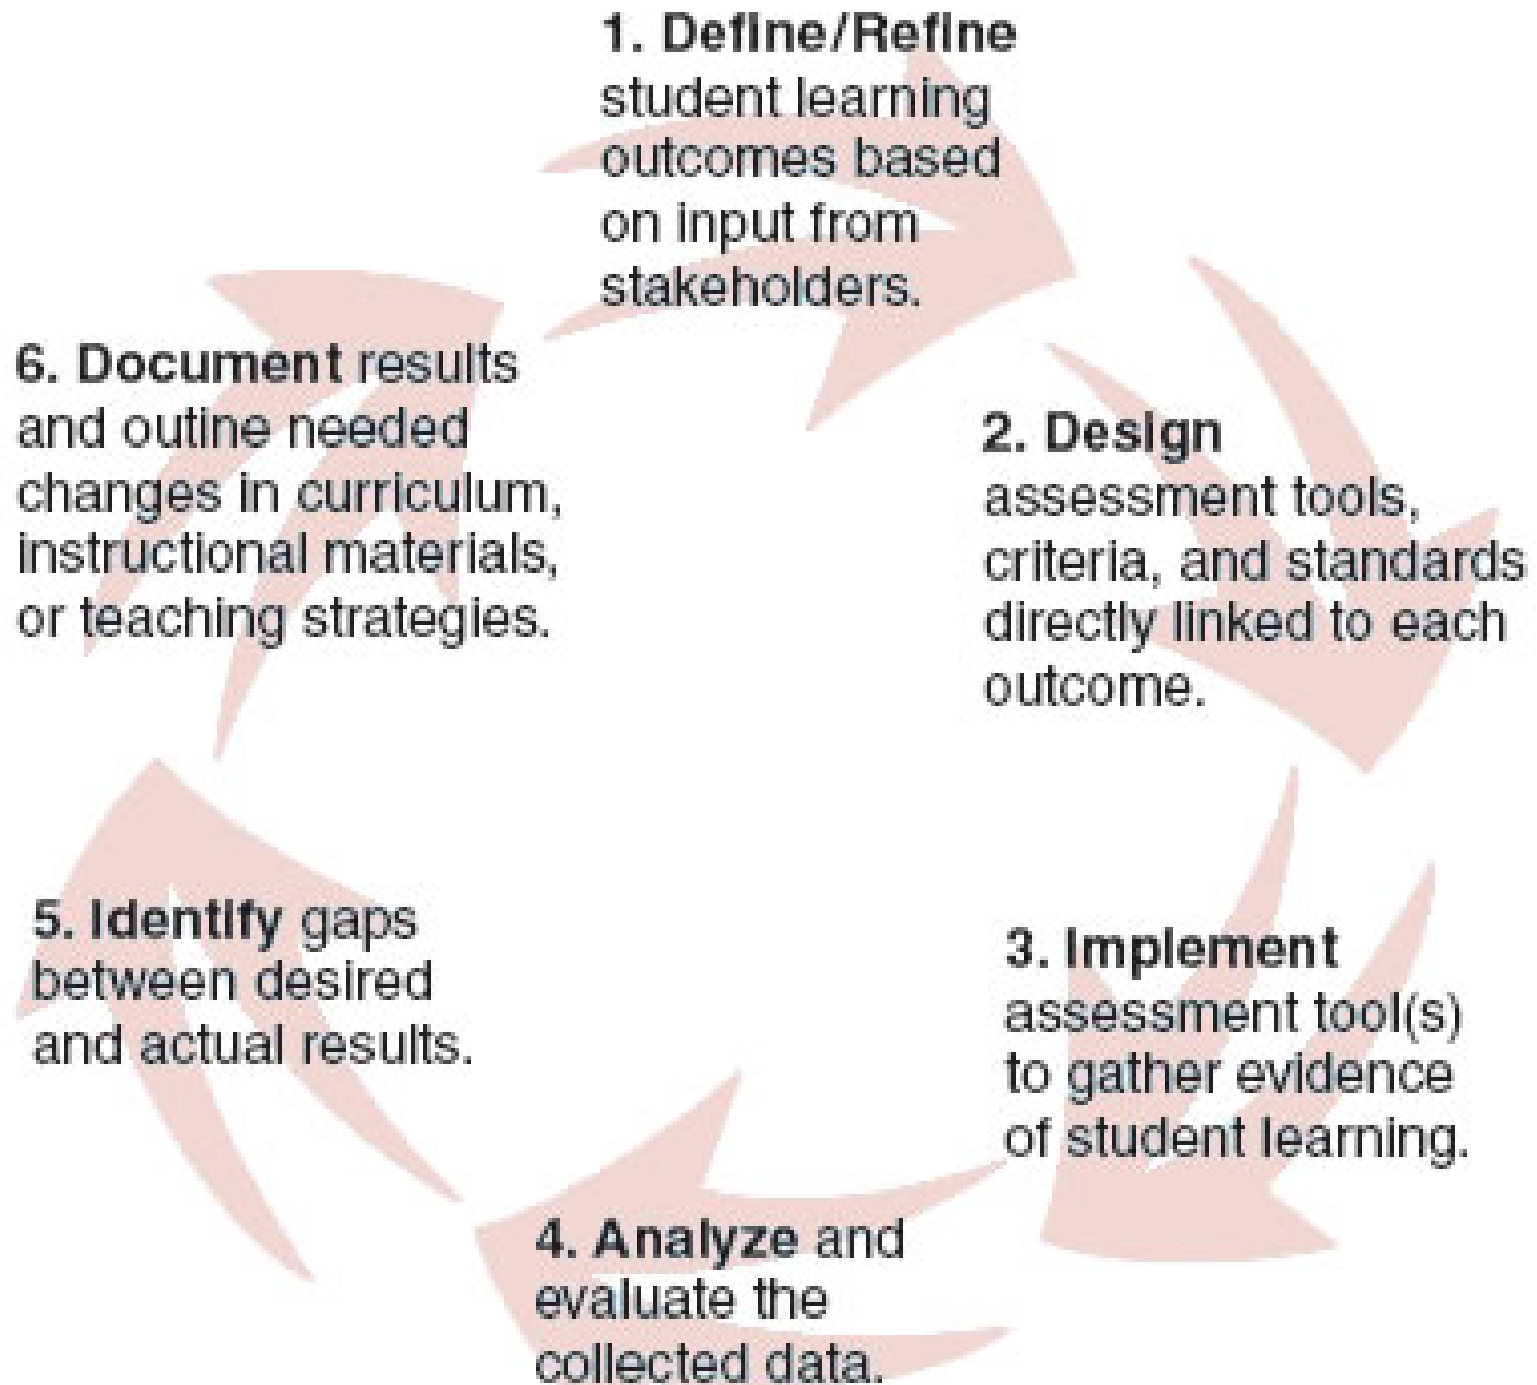 1. Define/Refine
student learning
outcomes based
on input from
stakeholders.
2. Design
assessment tools,
criteria, and standards
directly linked to each
outcome.
3. Implement
assessment tool(s)
to gather evidence
of student learning.
4. Analyze and
evaluate the
collected data.
5. Identify gaps
between desired
and actual results.
6. Document results
and outine needed
changes in curriculum,
instructional materials,
or teaching strategies.